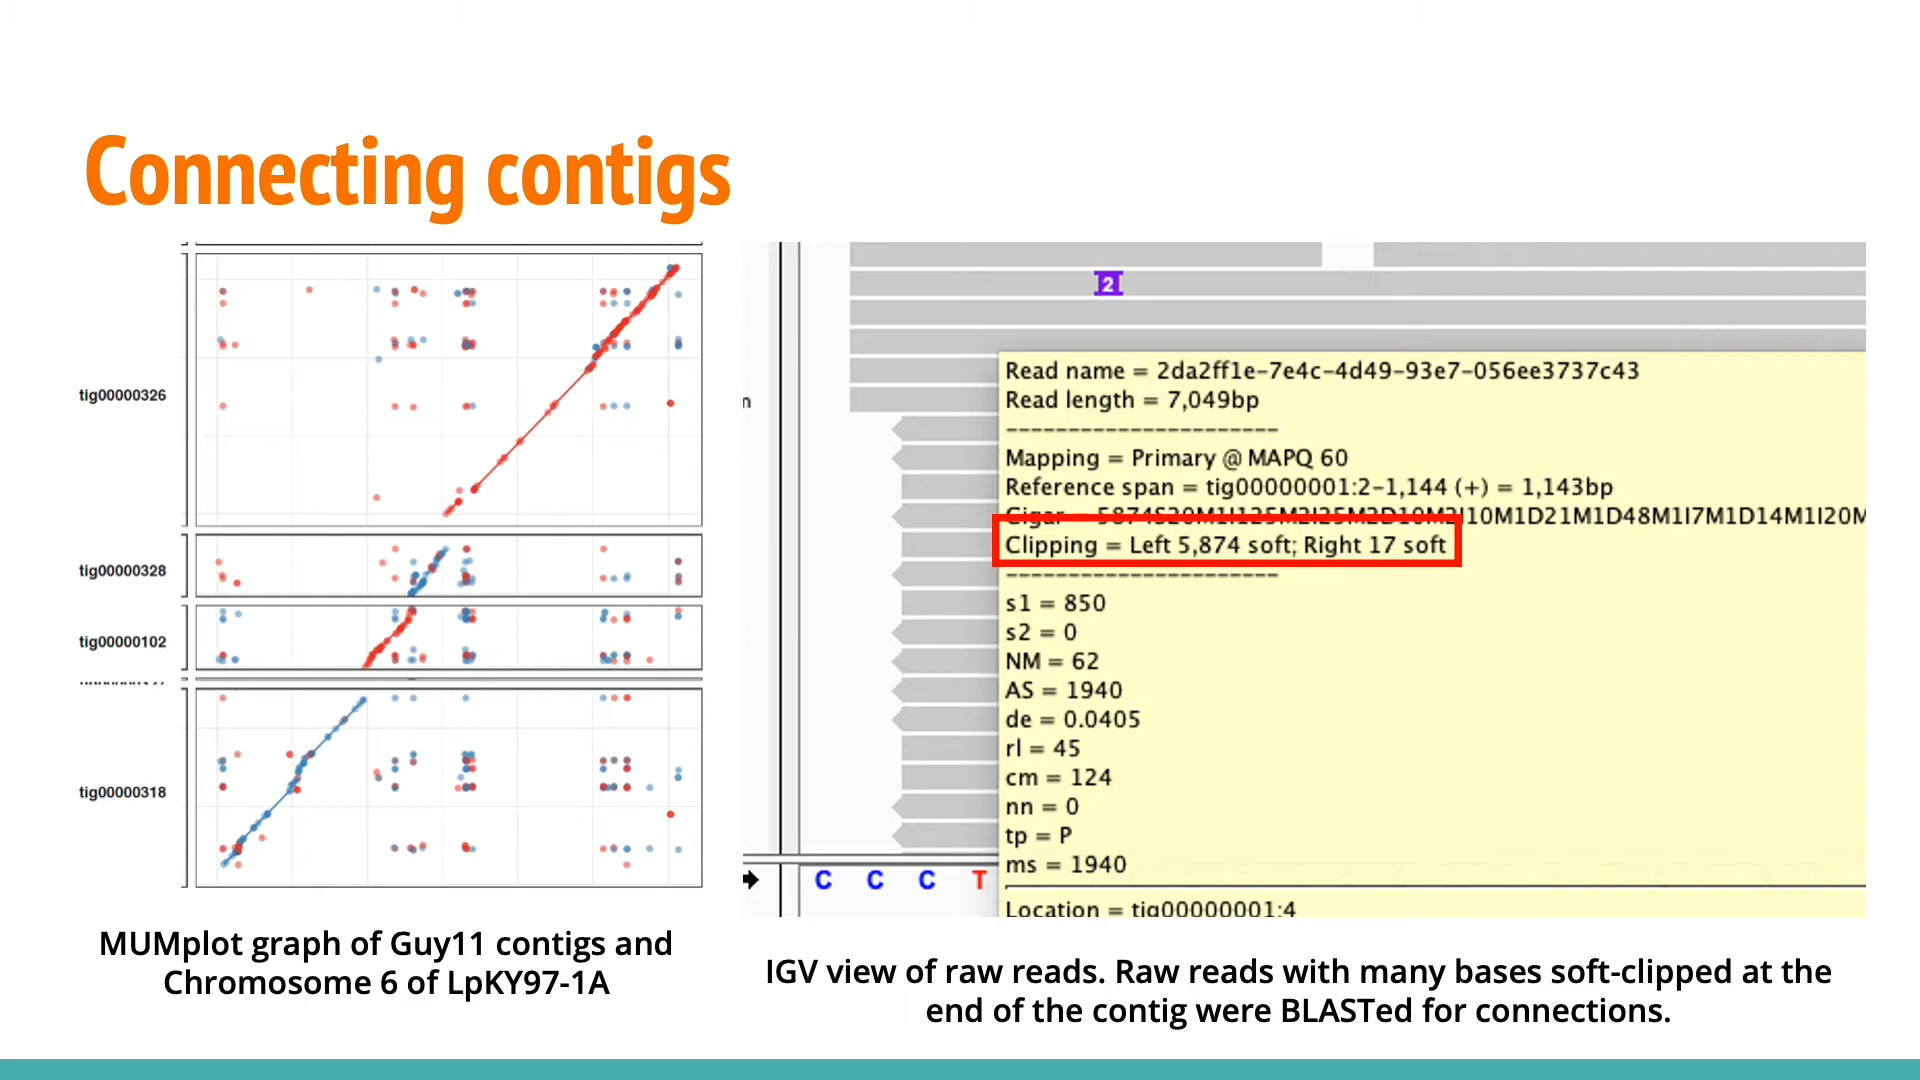 Connecting contigs
tig00000326
tig00000328
tig00000102
tig00000318
MUMplot graph of Guy11 contigs and
Chromosome 6 of LpKY97-1A
n
2
Read name = 2da2ff1e-7e4c-4d49-93e7-056ee3737c43
Read length = 7,049bp
----------------------
Mapping = Primary @ MAPQ 60
Reference span = tig00000001:2-1,144 (+) = 1,143bp
Cigar = 5874S20M1I125M2I25M2D10M2I10M1D21M1D48M1I7M1D14M1I20M
Clipping = Left 5,874 soft; Right 17 soft
----------------------
s1 = 850
s2 = 0
NM = 62
AS = 1940
de = 0.0405
rl = 45
cm = 124
nn = 0
tp = P
ms = 1940
Location = tig00000001:4
C C C T
IGV view of raw reads. Raw reads with many bases soft-clipped at the
end of the contig were BLASTed for connections.